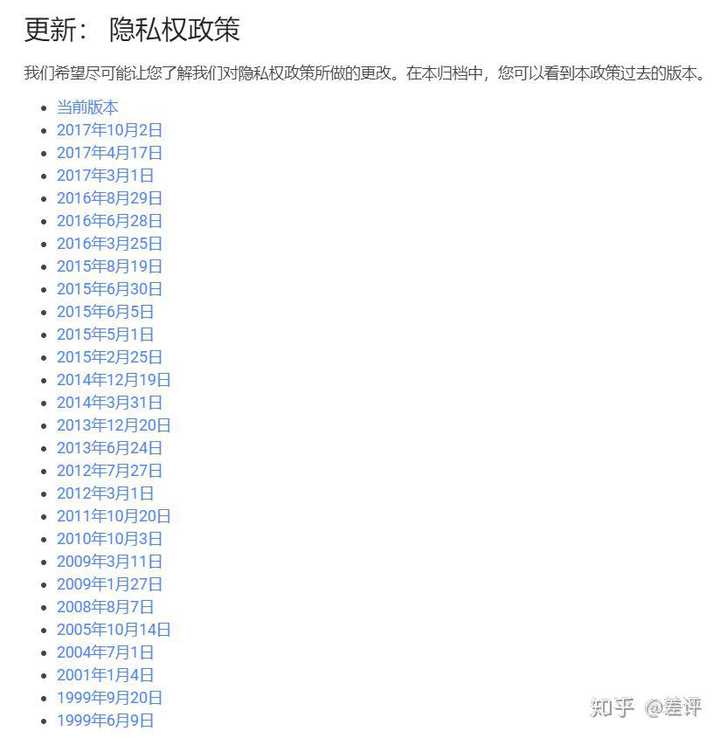 更新： 隐私权政策
我们希望尽可能让您了解我们对隐私权政策所做的更改。在本归档中，您可以看到本政策过去的版本。
当前版本
2017年10月2日
2017年4月17日
2017年3月1日
2016年8月29日
2016年6月28日
2016年3月25日
2015年8月19日
2015年6月30日
2015年6月5日
2015年5月1日
2015年2月25日
2014年12月19日
2014年3月31日
2013年12月20日
2013年6月24日
2012年7月27日
2012年3月1日
2011年10月20日
2010年10月3日
2009年3月11日
2009年1月27日
2008年8月7日
2005年10月14日
2004年7月1日
2001年1月4日
1999年9月20日
1999年6月9日
知乎 @差评